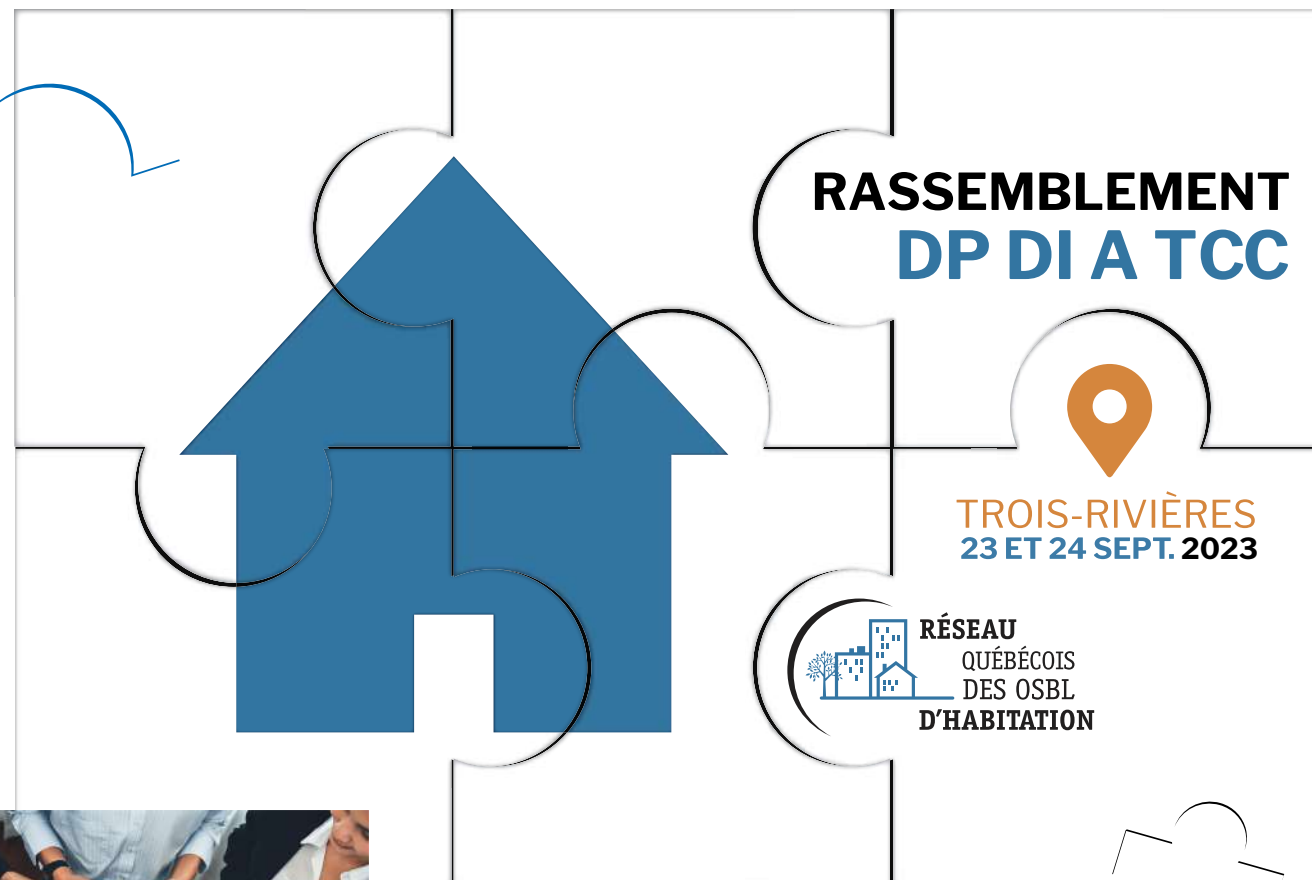 RASSEMBLEMENT
DP DI A TCC
TROIS-RIVIÈRES
23 ET 24 SEPT. 2023
RÉSEAU
QUÉBÉCOIS
DES OSBL
D'HABITATION